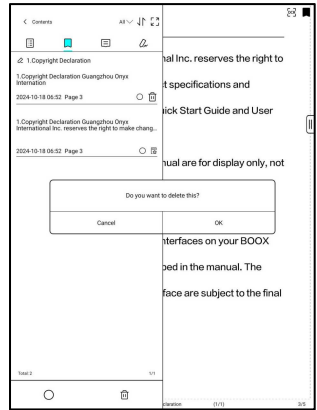 Contents
All
1.Copyright Declaration
1.Copyright Declaration Guangzhou Onyx
Internation
2024-10-18 06:52 Page 3
1.Copyright Declaration Guangzhou Onyx
International Inc. reserves the right to make chang...
2024-10-18 06:52 Page 3
Total:2
1/1
nal Inc. reserves the right to
t specifications and
ick Start Guide and User
ual are for display only, not
Do you want to delete this?
Cancel
OK
nterfaces on your BOOX
bed in the manual. The
face are subject to the final
claration
(1/1)
3/5